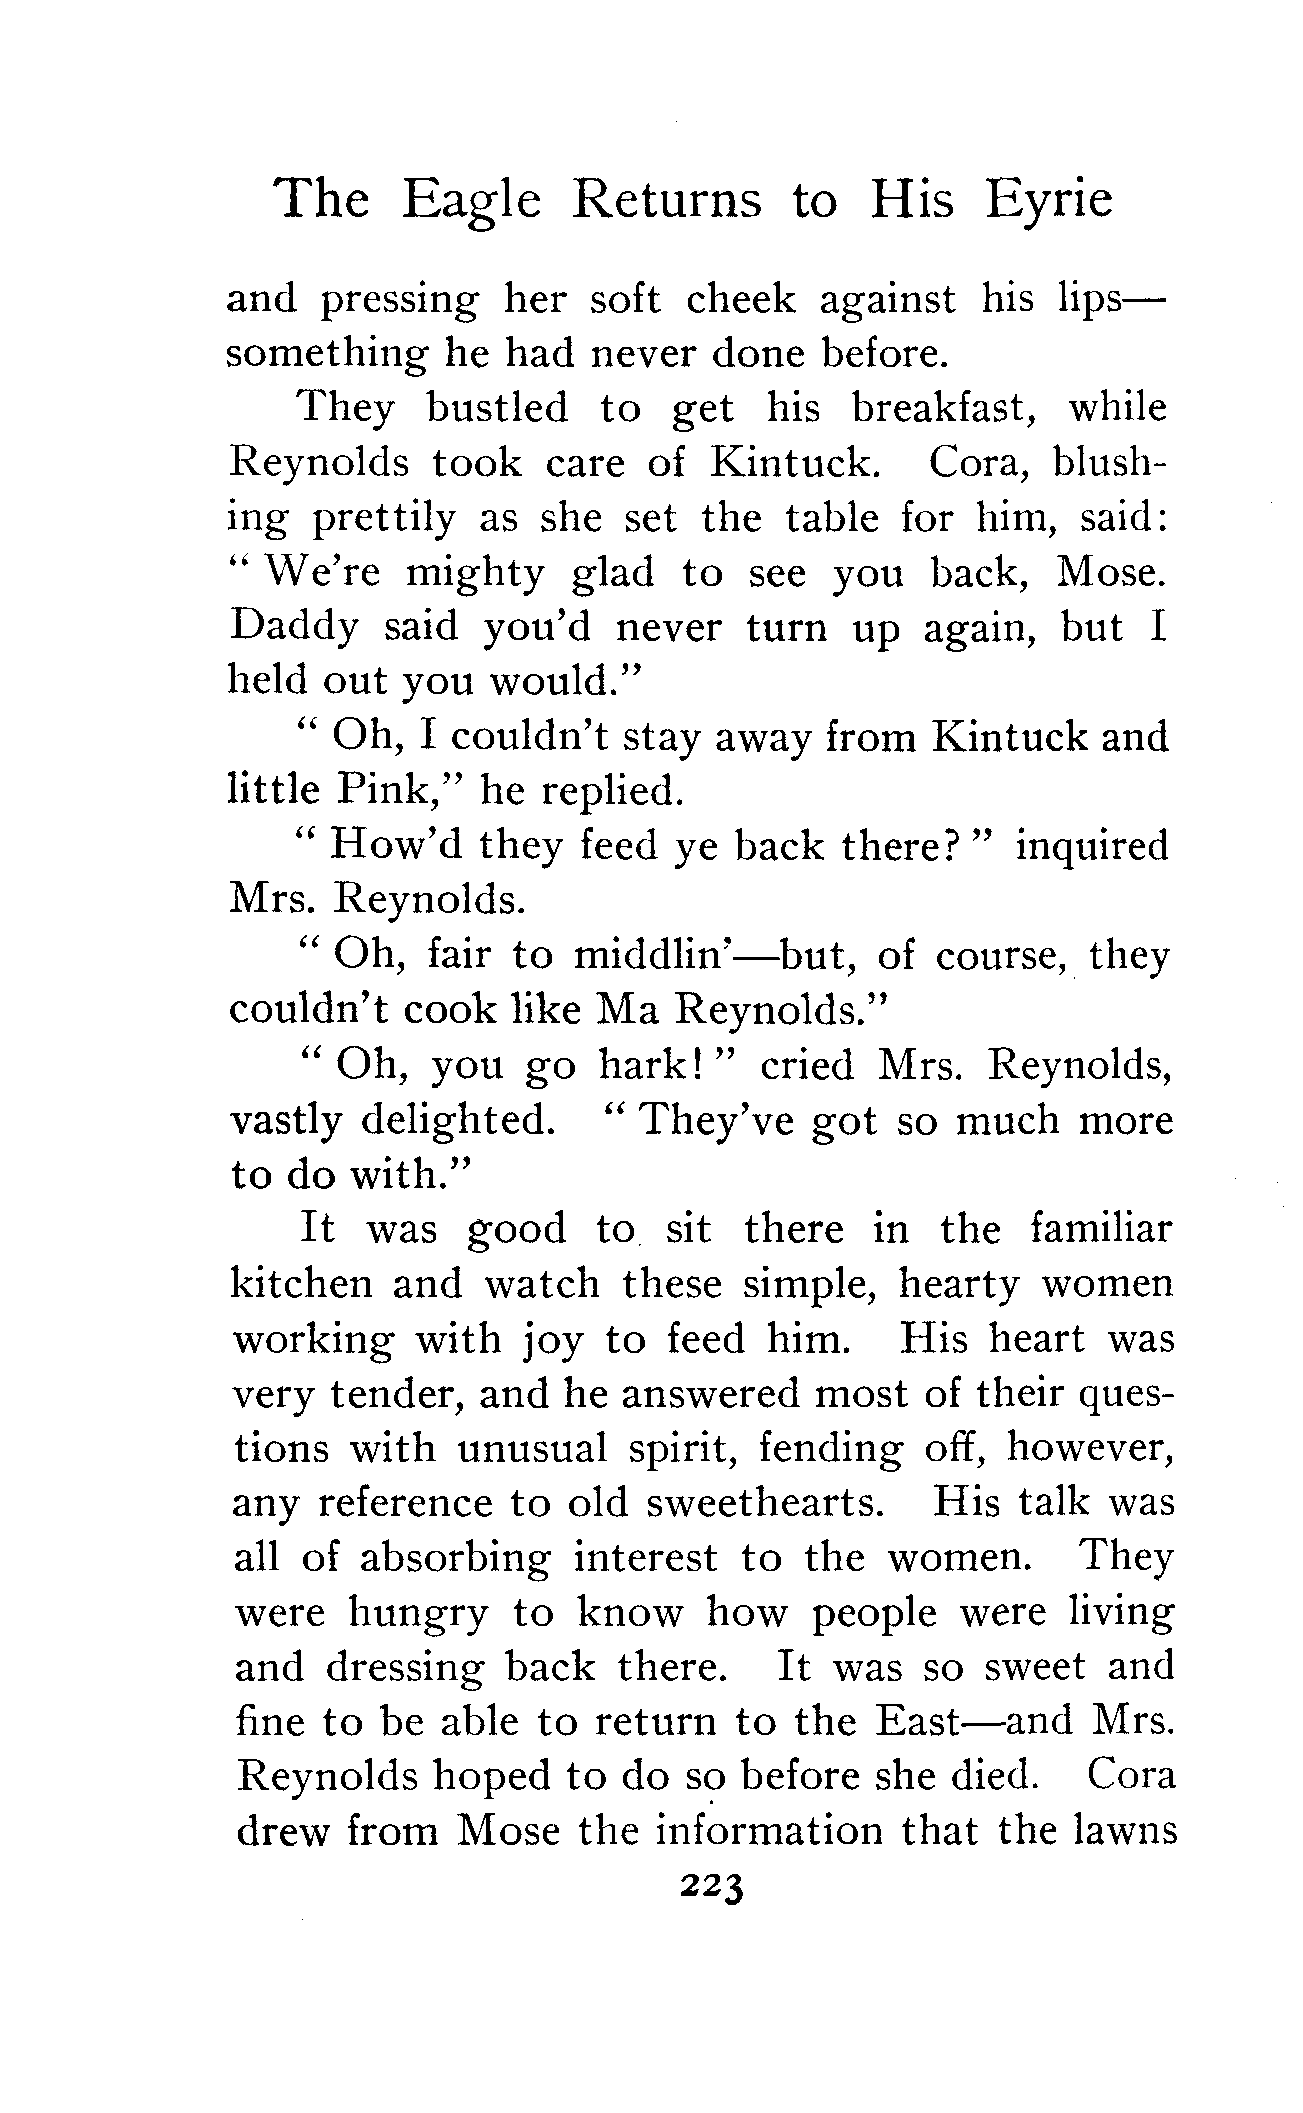 The Eagle Returns to His Eyrie
and pressing her soft cheek against his lips—
something he had never done before.
They bustled to get his breakfast, while
Reynolds took care of Kintuck. Cora, blush-
ing prettily as she set the table for him, said:
" We're mighty glad to see you back, Mose.
Daddy said you'd never turn up again, but I
held out you would."
" Oh, I couldn't stay away from Kintuck and
little Pink," he replied.
" How'd they feed ye back there? " inquired
Mrs. Reynolds.
" Oh, fair to middlin'—but, of course, they
couldn't cook like Ma Reynolds."
" Oh, you go hark! " cried Mrs. Reynolds,
vastly delighted. " They've got so much more
to do with."
It was good to sit there in the familiar
kitchen and watch these simple, hearty women
working with joy to feed him. His heart was
very tender, and he answered most of their ques-
tions with unusual spirit, fending off, however,
any reference to old sweethearts. His talk was
all of absorbing interest to the women. They
were hungry to know how people were living
and dressing back there. It was so sweet and
fine to be able to return to the East—and Mrs.
Reynolds hoped to do so before she died. Cora
drew from Mose the information that the lawns
223